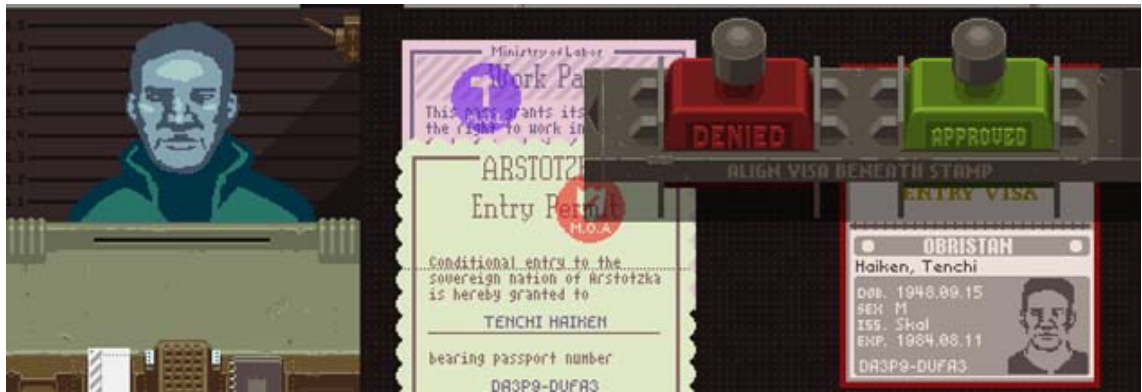 Ministry of Labor
Work Pa
M.O.L.
This pass grants its
the right to work in
ARSTOTZK
Entry Permit
M.O.A
Conditional entry to the
sovereign nation of Arstotzka
is hereby granted to
TENCHI HAIKEN
bearing passport number
DA3P9-DUFA3
DENIED
APPROVED
ALIGN VISA BENEATH STAMP
ENTRY VISA
OBRISTAN
Haiken, Tenchi
DOB. 1948.09.15
SEX M
ISS. Skal
EXP. 1984.08.11
DA3P9-DUFA3